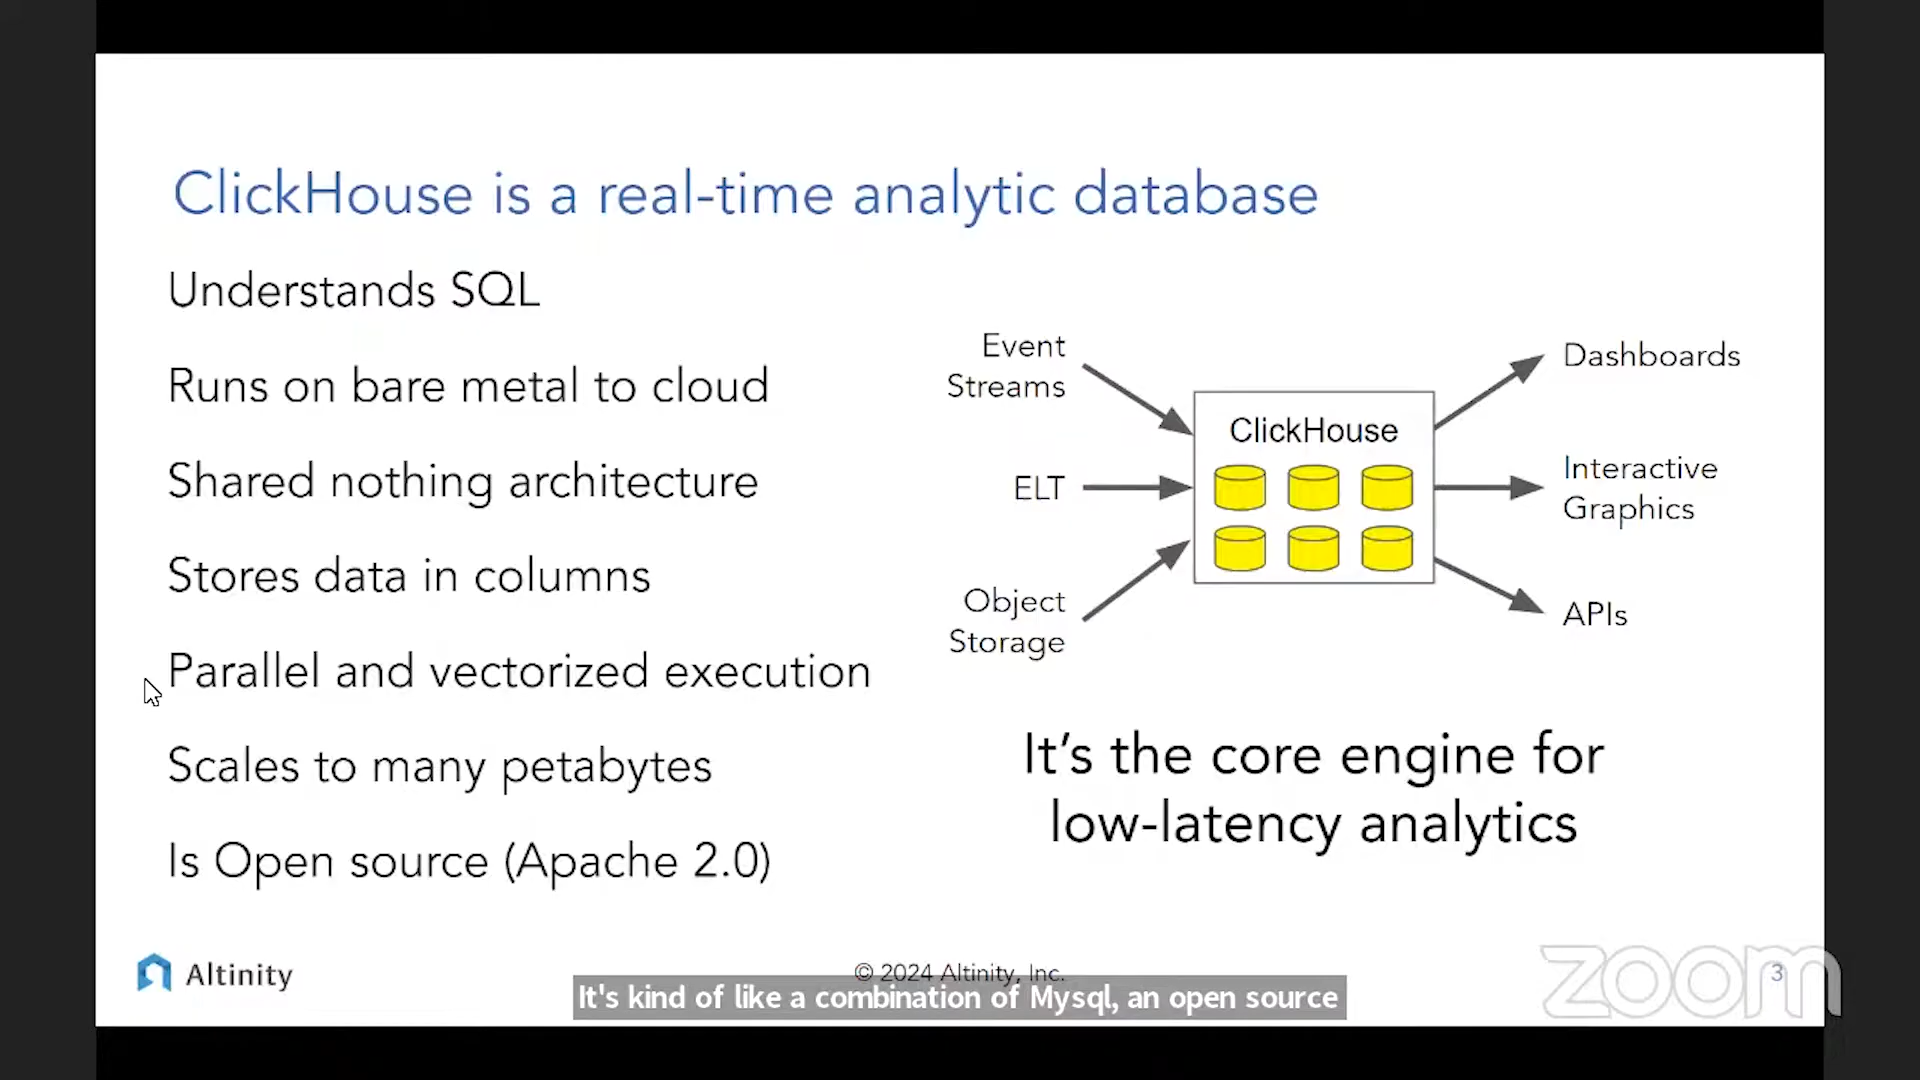 ClickHouse is a real-time analytic database
Understands SQL
Runs on bare metal to cloud
Shared nothing architecture
Stores data in columns
Parallel and vectorized execution
Scales to many petabytes
Is Open source (Apache 2.0)
Event
Streams
ELT
Object
Storage
ClickHouse
Dashboards
Interactive
Graphics
APIs
It's the core engine for
low-latency analytics
Altinity
© 2024 Altinity, Inc.
3
zoom
It's kind of like a combination of Mysql, an open source